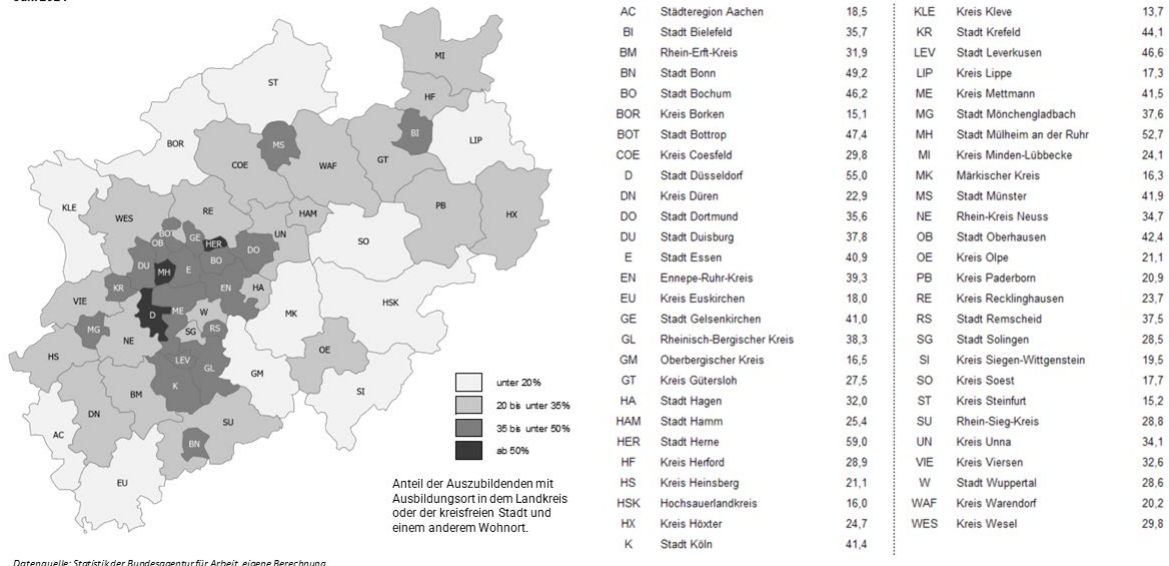 AC Städteregion Aachen 18,5
BI Stadt Bielefeld 35,7
BM Rhein-Erft-Kreis 31,9
BN Stadt Bonn 49,2
BO Stadt Bochum 46,2
BOR Kreis Borken 15,1
BOT Stadt Bottrop 47,4
COE Kreis Coesfeld 29,8
D Stadt Düsseldorf 55,0
DN Kreis Düren 22,9
DO Stadt Dortmund 35,6
DU Stadt Duisburg 37,8
E Stadt Essen 40,9
EN Ennepe-Ruhr-Kreis 39,3
EU Kreis Euskirchen 18,0
GE Stadt Gelsenkirchen 41,0
GL Rheinisch-Bergischer Kreis 38,3
GM Oberbergischer Kreis 16,5
GT Kreis Gütersloh 27,5
HA Stadt Hagen 32,0
HAM Stadt Hamm 25,4
HER Stadt Herne 59,0
HF Kreis Herford 28,9
HS Kreis Heinsberg 21,1
HSK Hochsauerlandkreis 16,0
HX Kreis Höxter 24,7
K Stadt Köln 41,4
KLE Kreis Kleve 13,7
KR Stadt Krefeld 44,1
LEV Stadt Leverkusen 46,6
LIP Kreis Lippe 17,3
ME Kreis Mettmann 41,5
MG Stadt Mönchengladbach 37,6
MH Stadt Mülheim an der Ruhr 52,7
MI Kreis Minden-Lübbecke 24,1
MK Märkischer Kreis 16,3
MS Stadt Münster 41,9
NE Rhein-Kreis Neuss 34,7
OB Stadt Oberhausen 42,4
OE Kreis Olpe 21,1
PB Kreis Paderborn 20,9
RE Kreis Recklinghausen 23,7
RS Stadt Remscheid 37,5
SG Stadt Solingen 28,5
SI Kreis Siegen-Wittgenstein 19,5
SO Kreis Soest 17,7
ST Kreis Steinfurt 15,2
SU Rhein-Sieg-Kreis 28,8
UN Kreis Unna 34,1
VIE Kreis Viersen 32,6
W Stadt Wuppertal 28,6
WAF Kreis Warendorf 20,2
WES Kreis Wesel 29,8
MI
ST
HF
BI
MS
LIP
BOR
COE
WAF
GT
KLE
PB
RE
HAM
HX
WES
BOT
GE
UN
SO
OB
HER
DO
BO
DU
MH
E
KR
EN
HA
VIE
HSK
D
ME
W
MK
MG
RS
NE
SG
OE
HS
LEV
GL
GM
K
BM
SI
DN
SU
AC
BN
EU
unter 20%
20 bis unter 35%
35 bis unter 50%
ab 50%
Anteil der Auszubildenden mit
Ausbildungsort in dem Landkreis
oder der kreisfreien Stadt und
einem anderem Wohnort.
Datenquelle: Statistik der Bundesagentur für Arbeit, eigene Berechnung